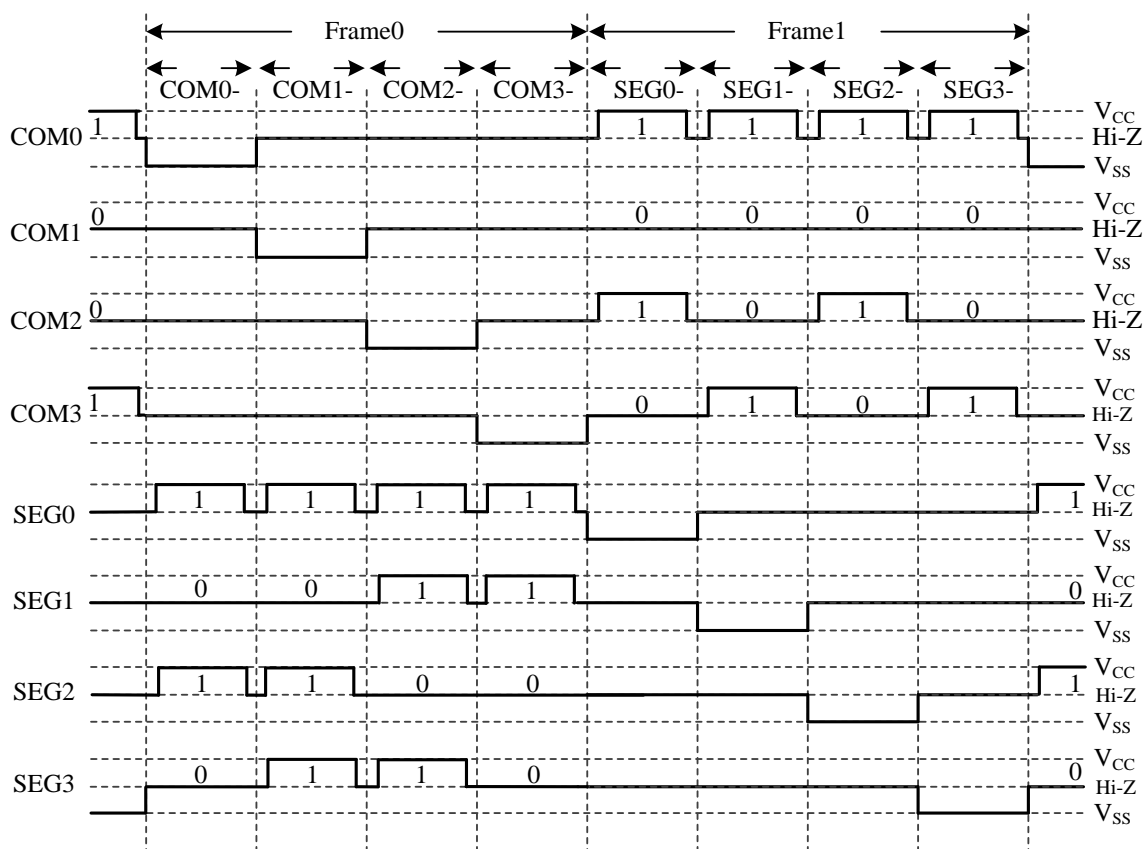 Frame0 Frame1
COM0- COM1- COM2- COM3- SEG0- SEG1- SEG2- SEG3-
COM0 1 1 1 1 1 VCC Hi-Z VSS
COM1 0 0 0 0 0 VCC Hi-Z VSS
COM2 0 1 0 1 0 VCC Hi-Z VSS
COM3 1 0 1 0 1 VCC Hi-Z VSS
SEG0 1 1 1 1 1 VCC Hi-Z VSS
SEG1 0 0 1 1 0 VCC Hi-Z VSS
SEG2 1 1 0 0 1 VCC Hi-Z VSS
SEG3 0 1 1 0 0 VCC Hi-Z VSS